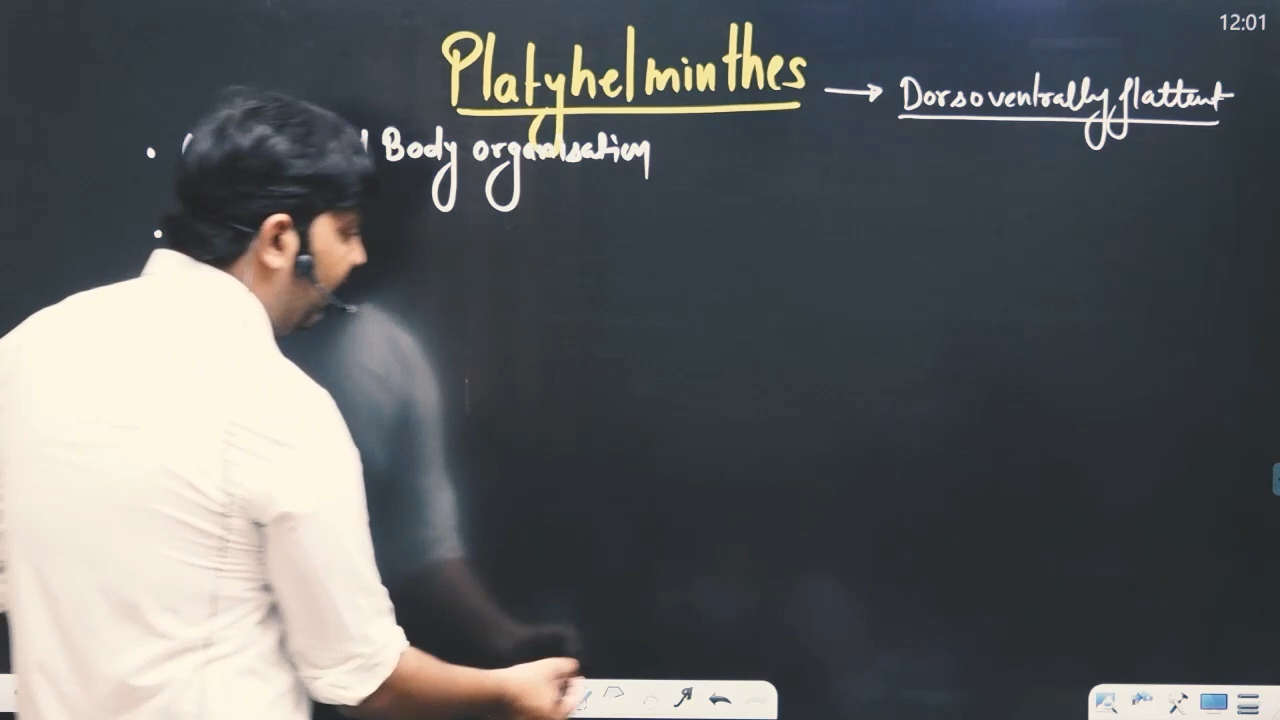 12:01
Platyhelminthes → Dorsoventrally flattent
• Body organisation
•